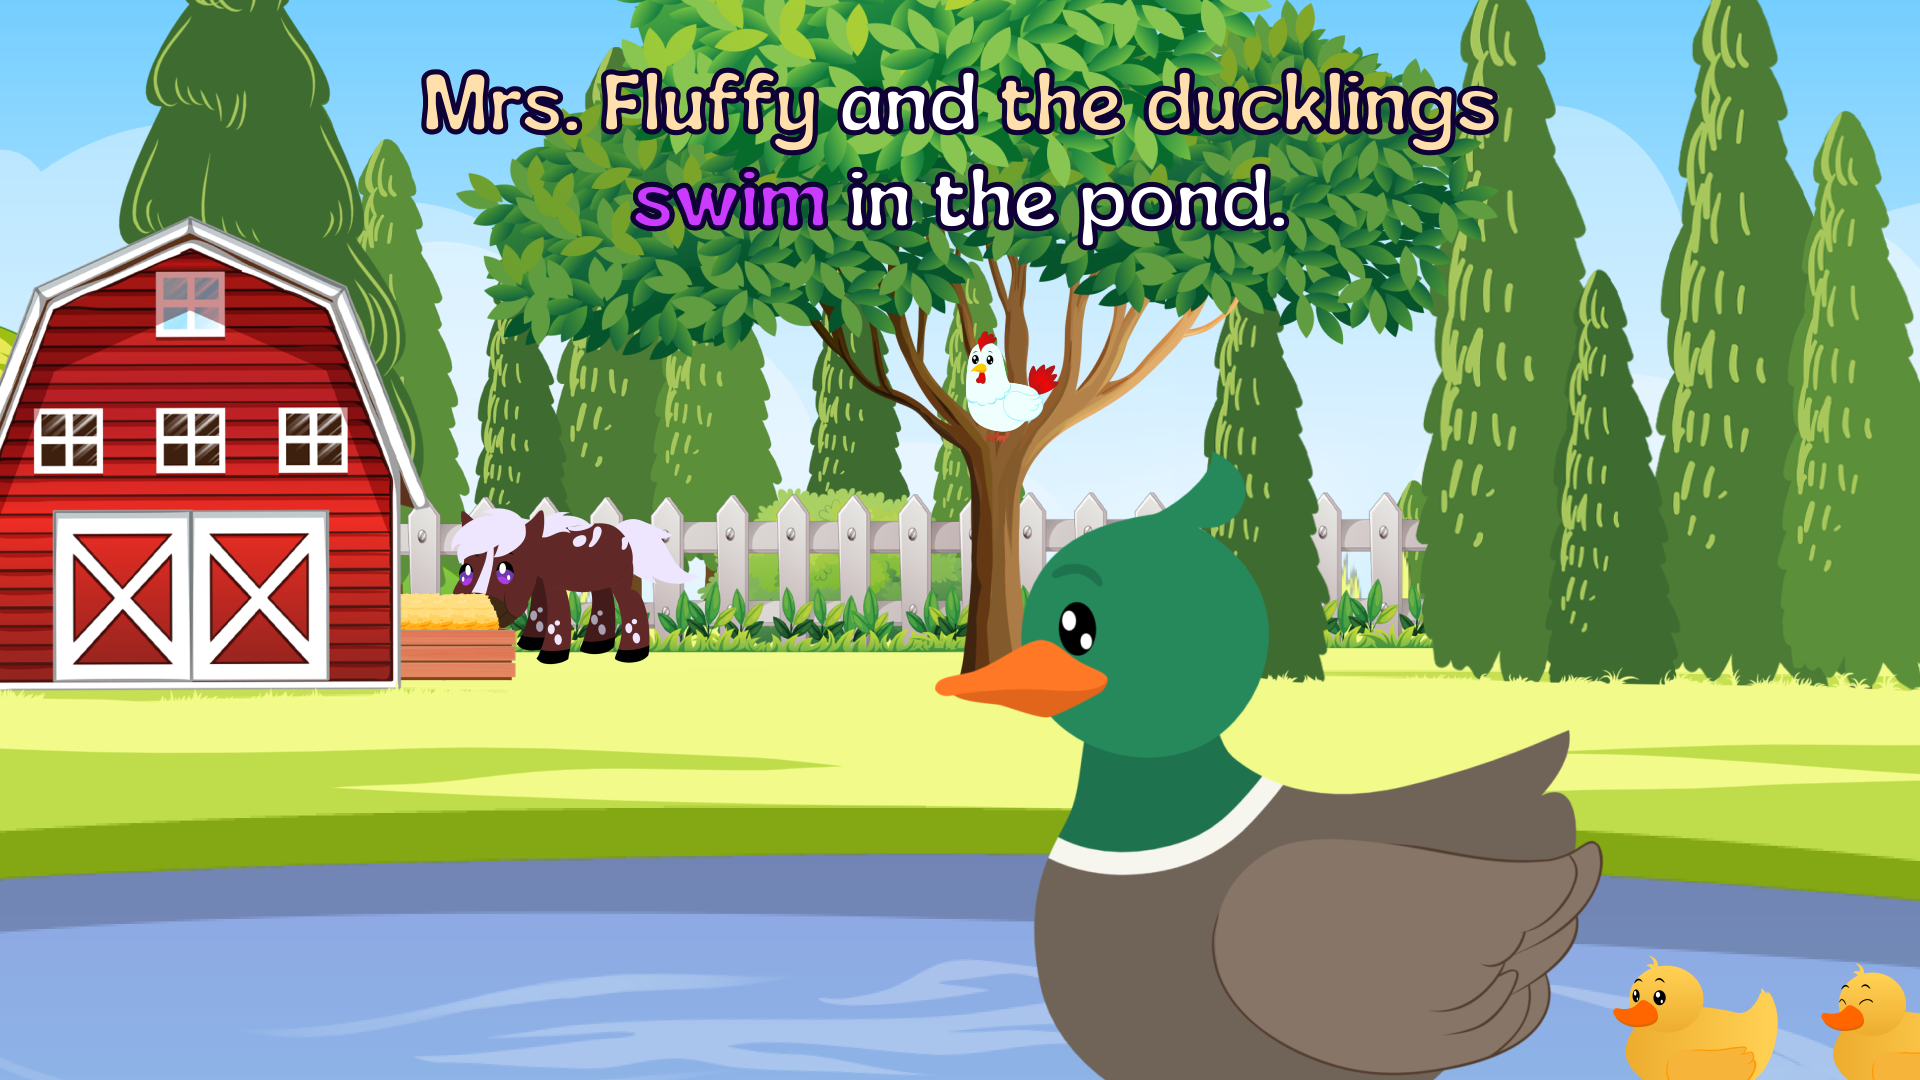 Mrs. Fluffy and the ducklings
swim in the pond.